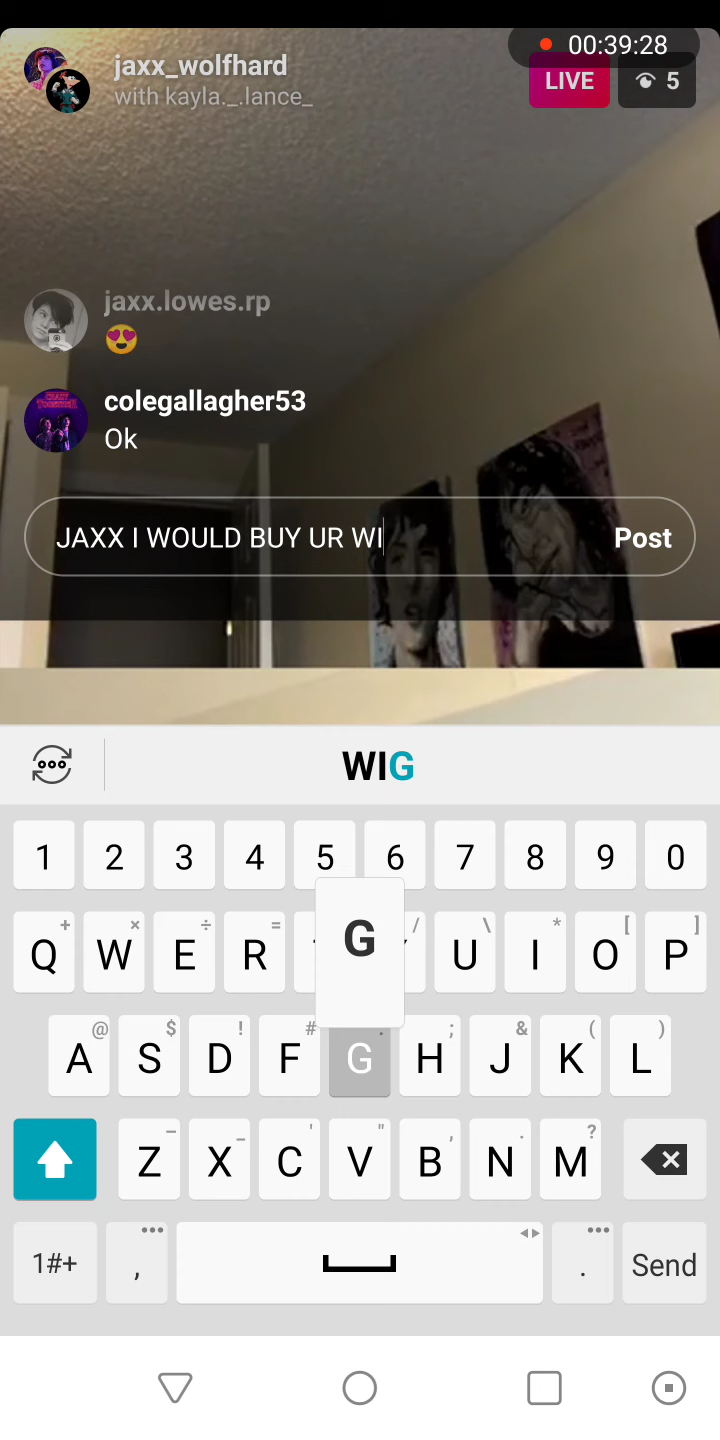 00:39:28
jaxx_wolfhard
with kayla._.lance_
LIVE
5
jaxx.lowes.rp
😍
colegallagher53
Ok
JAXX I WOULD BUY UR WI
Post
WIG
1 2 3 4 5 6 7 8 9 0
+ × ÷ = / \ * [ ]
Q W E R U I O P
G
@ $ ! # . ; & ( )
A S D F G H J K L
– _ ' " , . ?
Z X C V B N M
1#+ , . Send